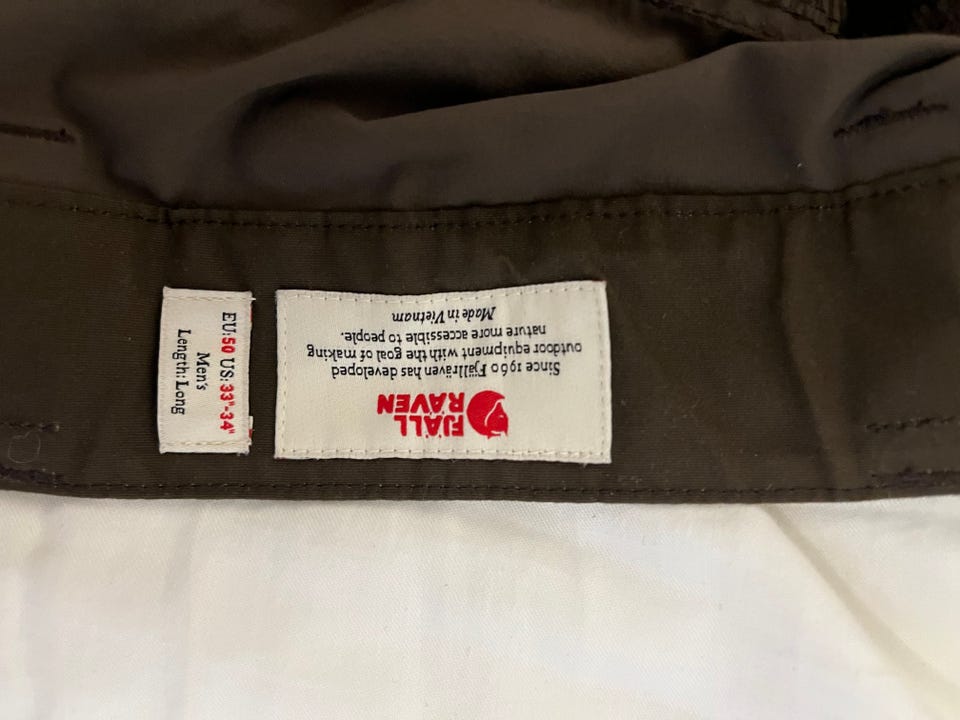 FJÄLL
RÄVEN
Since 1960 Fjällräven has developed
outdoor equipment with the goal of making
nature more accessible to people.
Made in Vietnam
EU:50 US:33"-34"
Men's
Length: Long